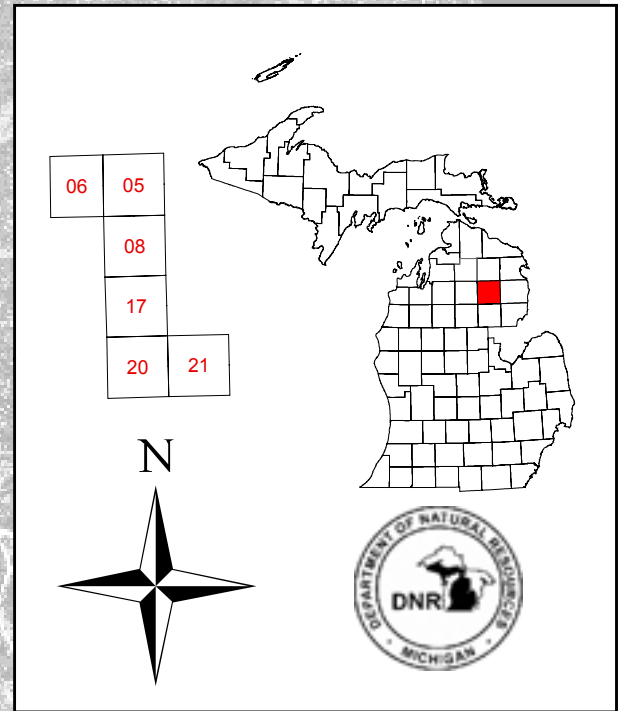 06 05
08
17
20 21
N
DEPARTMENT OF NATURAL RESOURCES
DNR
MICHIGAN